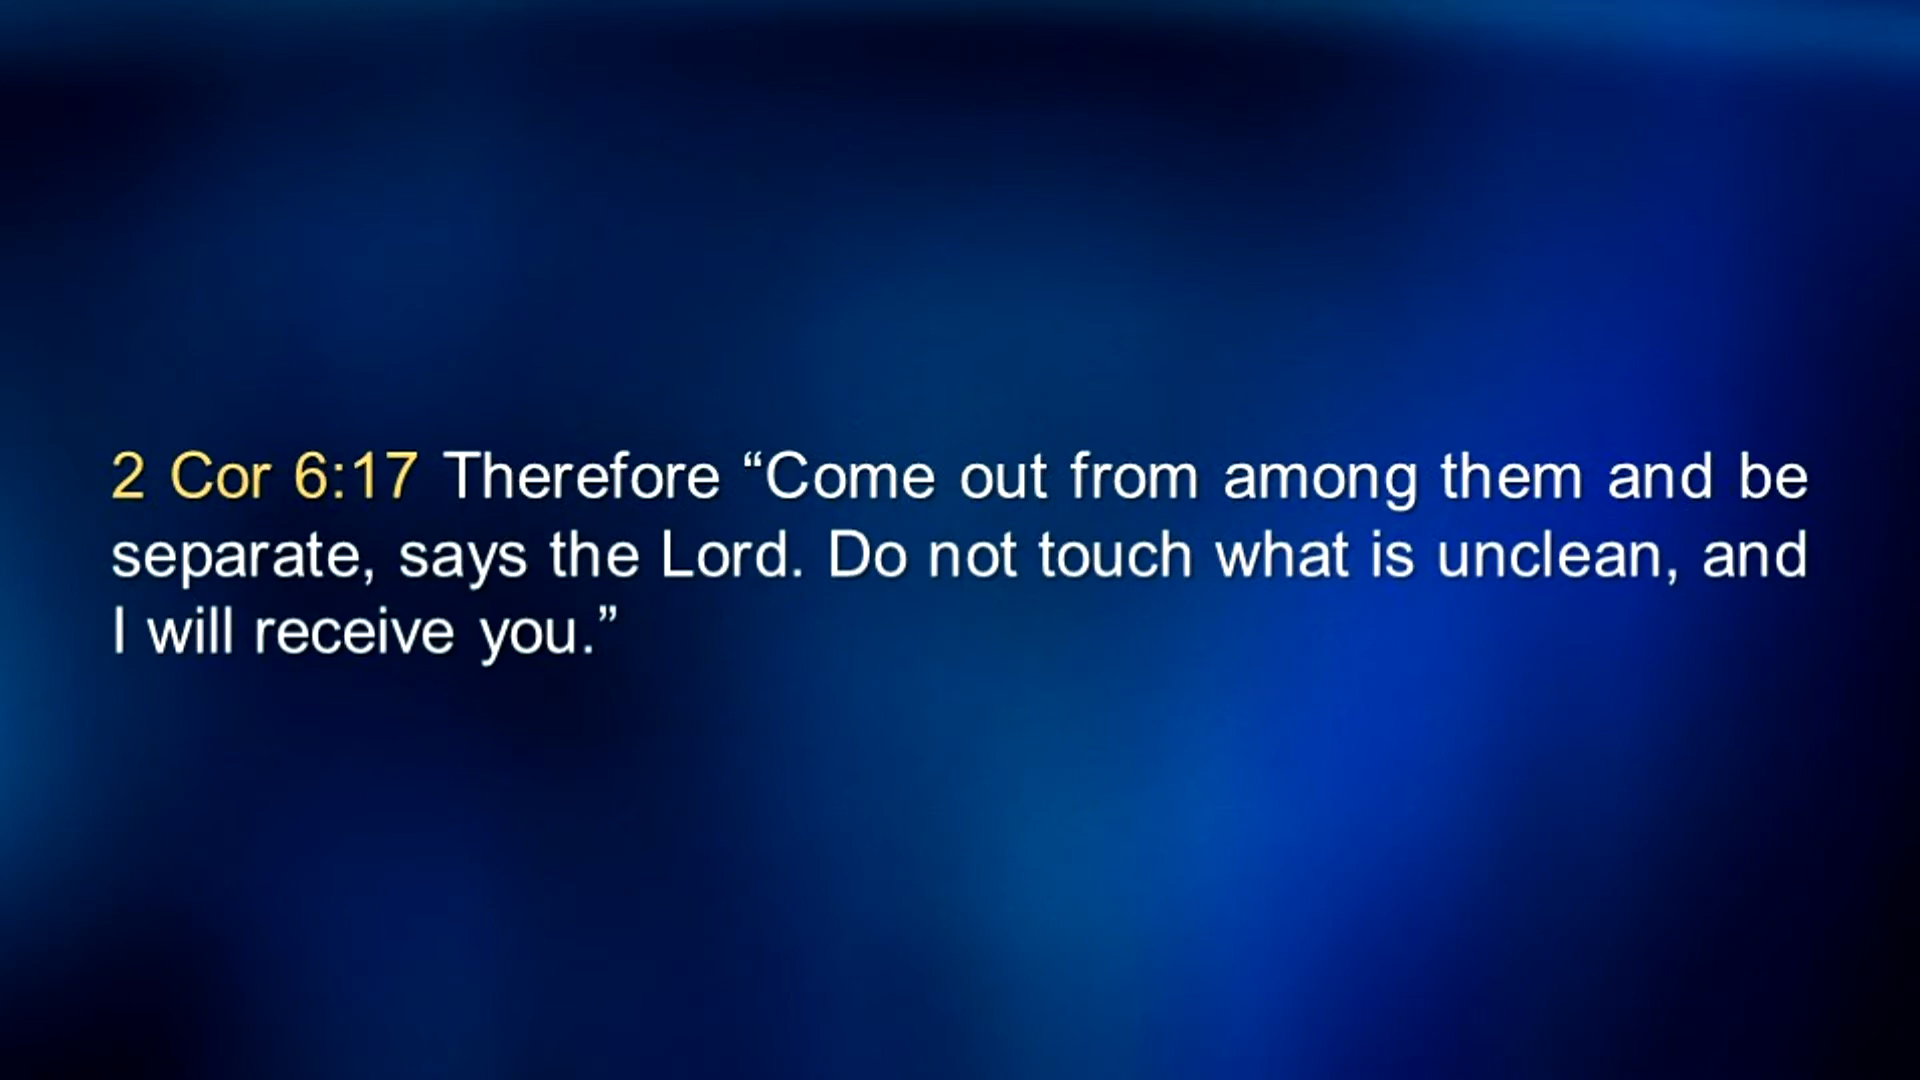 2 Cor 6:17 Therefore “Come out from among them and be
separate, says the Lord. Do not touch what is unclean, and
I will receive you.”